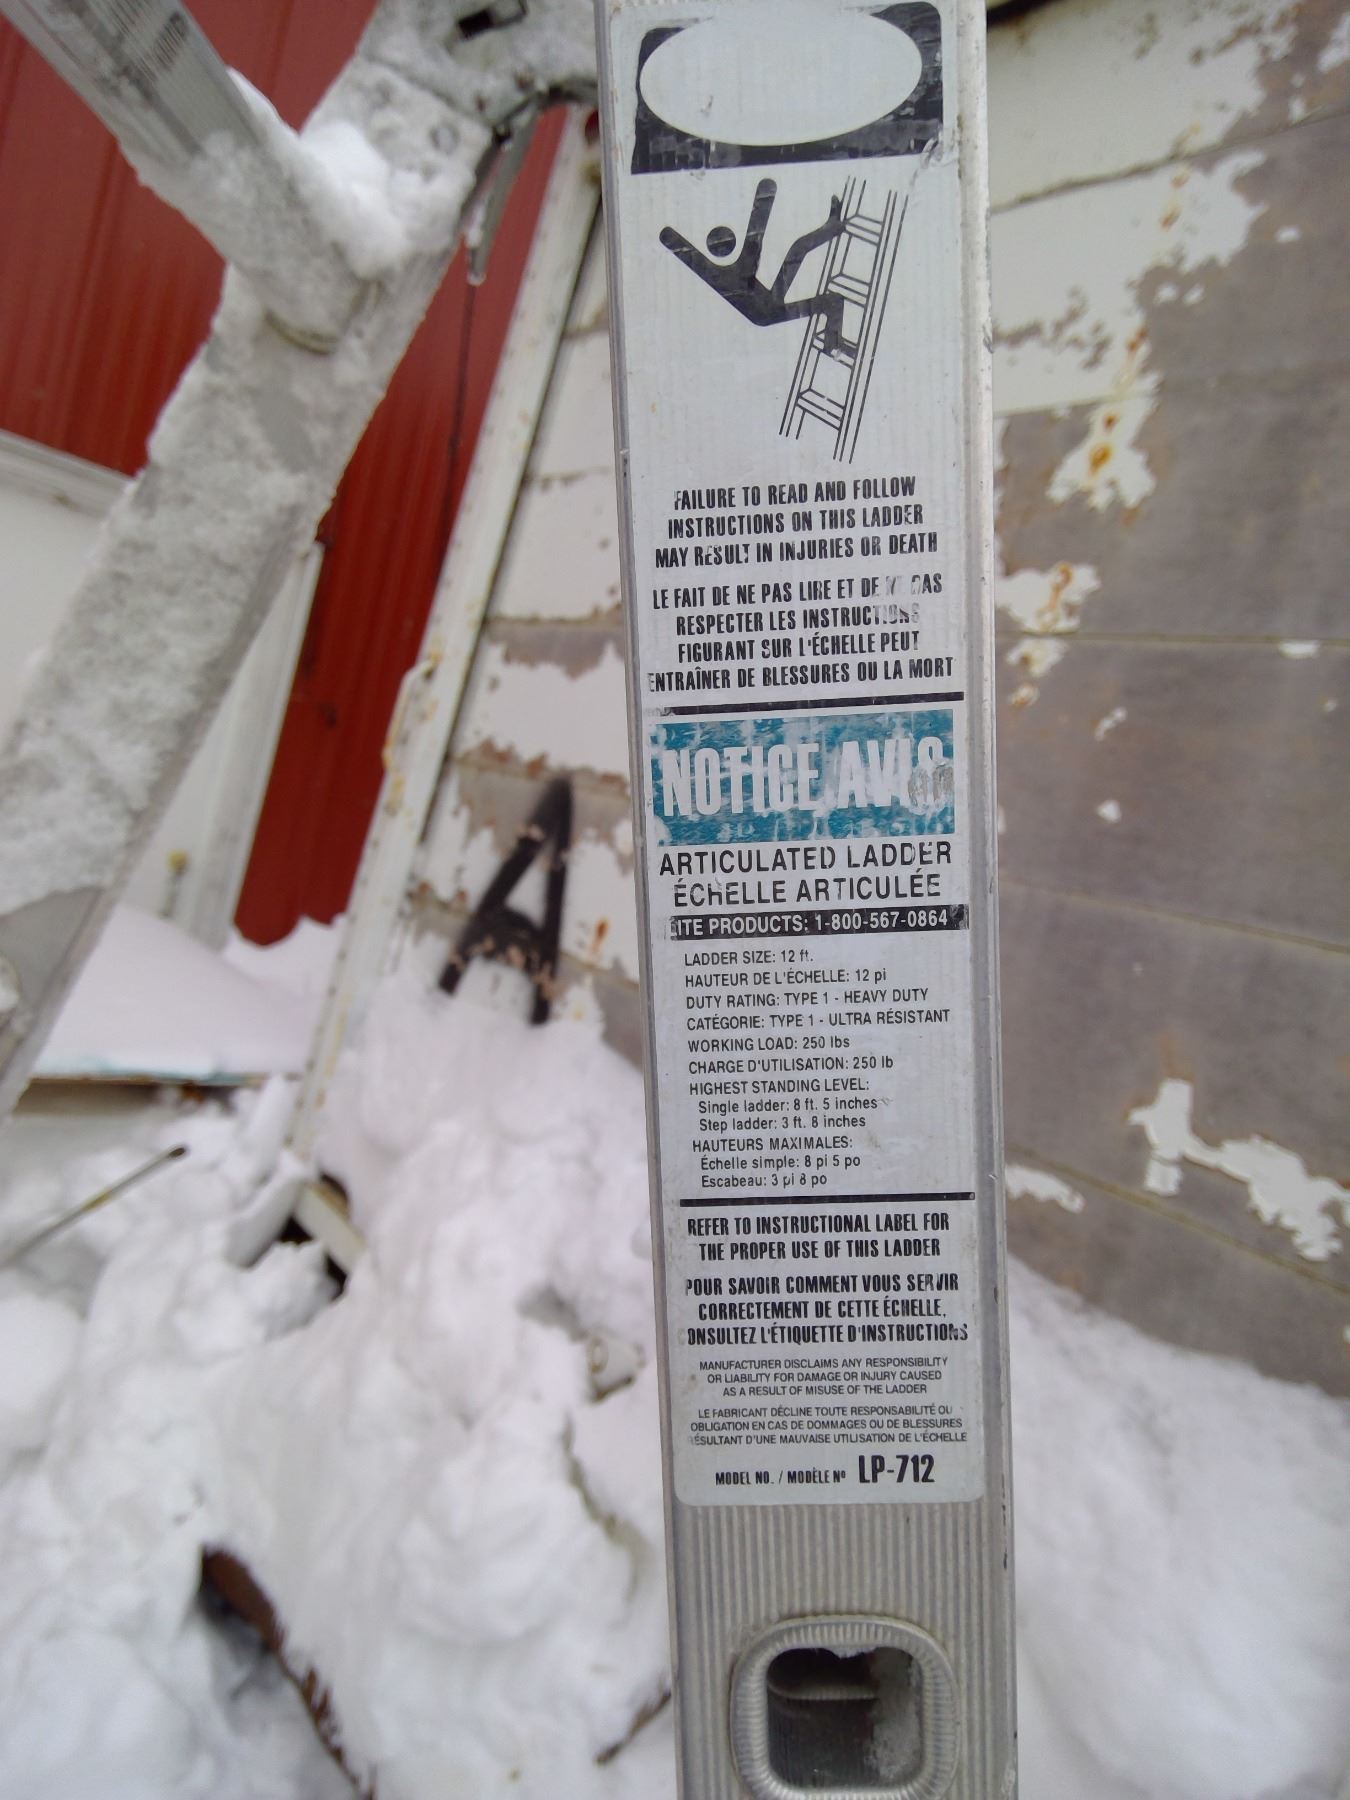 FAILURE TO READ AND FOLLOW
INSTRUCTIONS ON THIS LADDER
MAY RESULT IN INJURIES OR DEATH
LE FAIT DE NE PAS LIRE ET DE NE PAS
RESPECTER LES INSTRUCTIONS
FIGURANT SUR L'ÉCHELLE PEUT
ENTRAÎNER DE BLESSURES OU LA MORT
NOTICE/AVIS
ARTICULATED LADDER
ÉCHELLE ARTICULÉE
LITE PRODUCTS: 1-800-567-0864
LADDER SIZE: 12 ft.
HAUTEUR DE L'ÉCHELLE: 12 pi
DUTY RATING: TYPE 1 - HEAVY DUTY
CATÉGORIE: TYPE 1 - ULTRA RÉSISTANT
WORKING LOAD: 250 lbs
CHARGE D'UTILISATION: 250 lb
HIGHEST STANDING LEVEL:
Single ladder: 8 ft. 5 inches
Step ladder: 3 ft. 8 inches
HAUTEURS MAXIMALES:
Échelle simple: 8 pi 5 po
Escabeau: 3 pi 8 po
REFER TO INSTRUCTIONAL LABEL FOR
THE PROPER USE OF THIS LADDER
POUR SAVOIR COMMENT VOUS SERVIR
CORRECTEMENT DE CETTE ÉCHELLE,
CONSULTEZ L'ÉTIQUETTE D'INSTRUCTIONS
MANUFACTURER DISCLAIMS ANY RESPONSIBILITY
OR LIABILITY FOR DAMAGE OR INJURY CAUSED
AS A RESULT OF MISUSE OF THE LADDER
LE FABRICANT DÉCLINE TOUTE RESPONSABILITÉ OU
OBLIGATION EN CAS DE DOMMAGES OU DE BLESSURES
RÉSULTANT D'UNE MAUVAISE UTILISATION DE L'ÉCHELLE
MODEL NO. / MODÈLE Nº LP-712
A